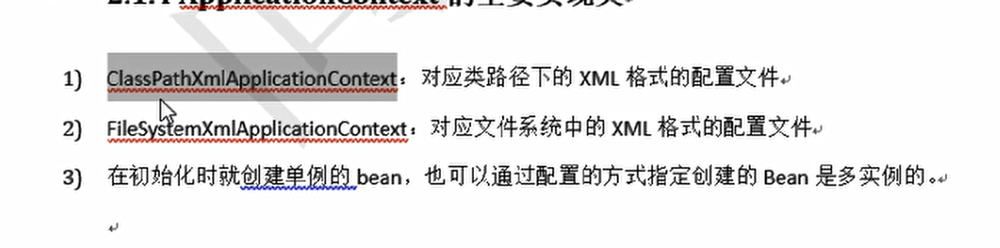 ApplicationContext 的主要实现类
1) ClassPathXmlApplicationContext：对应类路径下的 XML 格式的配置文件
2) FileSystemXmlApplicationContext：对应文件系统中的 XML 格式的配置文件
3) 在初始化时就创建单例的 bean，也可以通过配置的方式指定创建的 Bean 是多实例的。